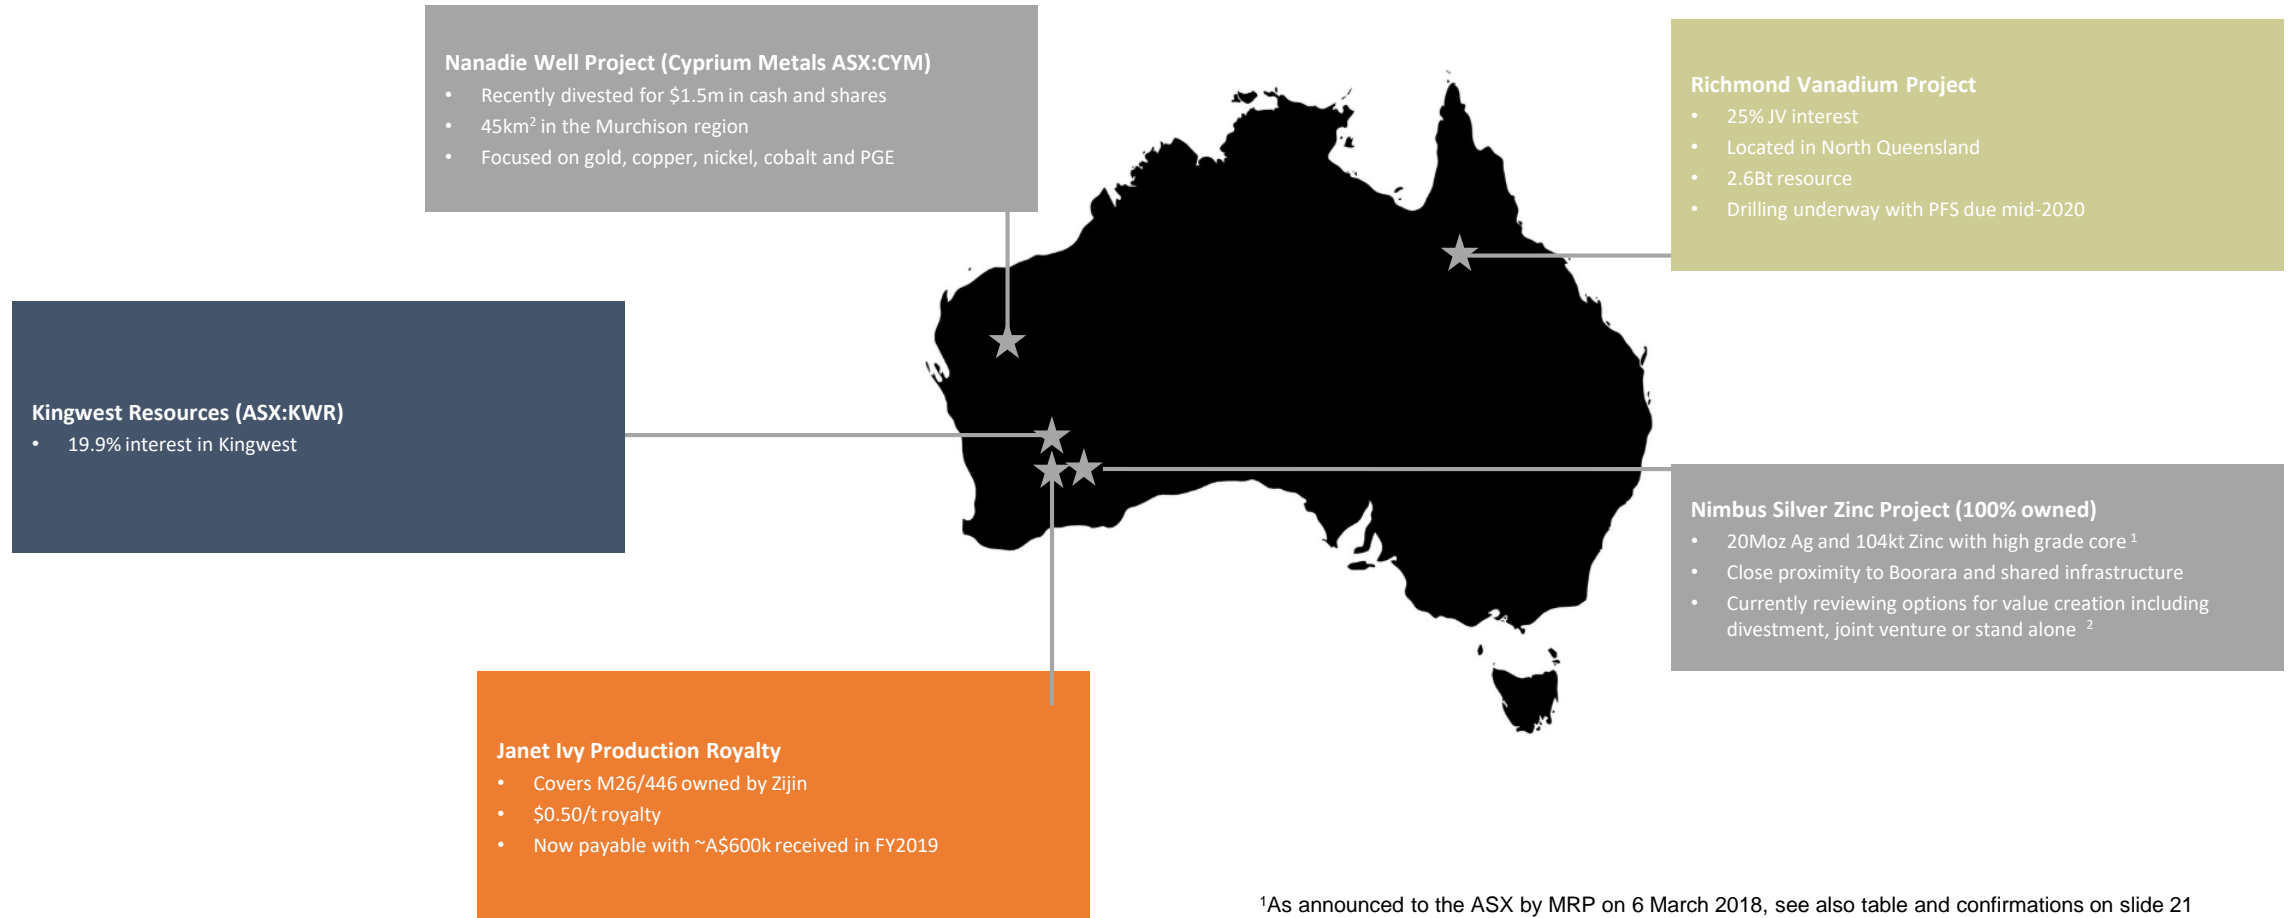 Nanadie Well Project (Cyprium Metals ASX:CYM)
• Recently divested for $1.5m in cash and shares
• 45km² in the Murchison region
• Focused on gold, copper, nickel, cobalt and PGE
Richmond Vanadium Project
• 25% JV interest
• Located in North Queensland
• 2.6Bt resource
• Drilling underway with PFS due mid-2020
Kingwest Resources (ASX:KWR)
• 19.9% interest in Kingwest
Nimbus Silver Zinc Project (100% owned)
• 20Moz Ag and 104kt Zinc with high grade core ¹
• Close proximity to Boorara and shared infrastructure
• Currently reviewing options for value creation including
divestment, joint venture or stand alone ²
Janet Ivy Production Royalty
• Covers M26/446 owned by Zijin
• $0.50/t royalty
• Now payable with ~A$600k received in FY2019
¹As announced to the ASX by MRP on 6 March 2018, see also table and confirmations on slide 21